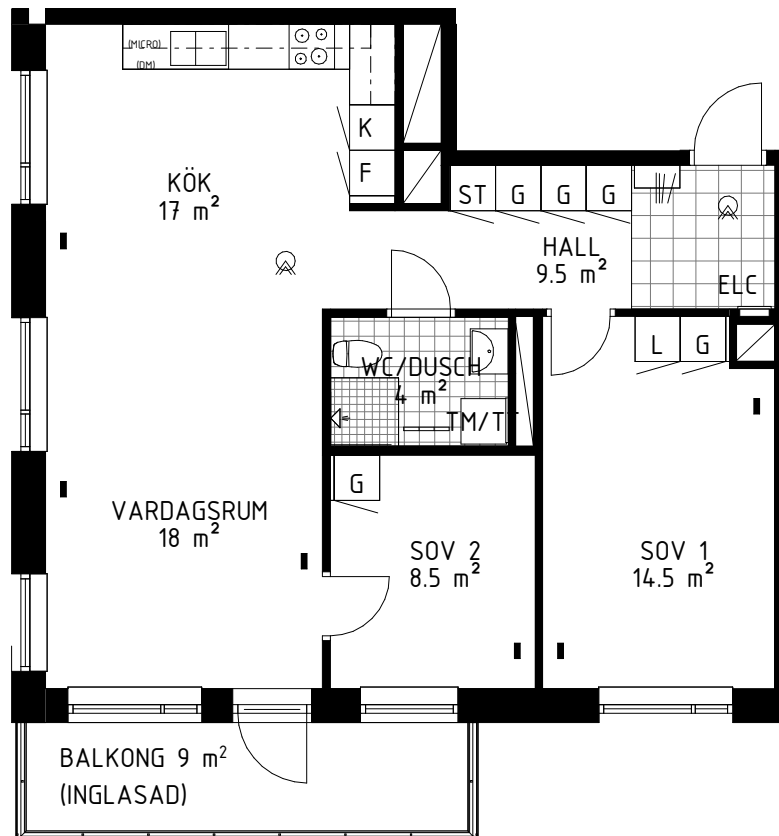 (MICRO)
(DM)
K
F
KÖK
17 m²
ST G G G
HALL
9.5 m²
ELC
L G
WC/DUSCH
4 m²
TM/TT
G
VARDAGSRUM
18 m²
SOV 2
8.5 m²
SOV 1
14.5 m²
BALKONG 9 m²
(INGLASAD)